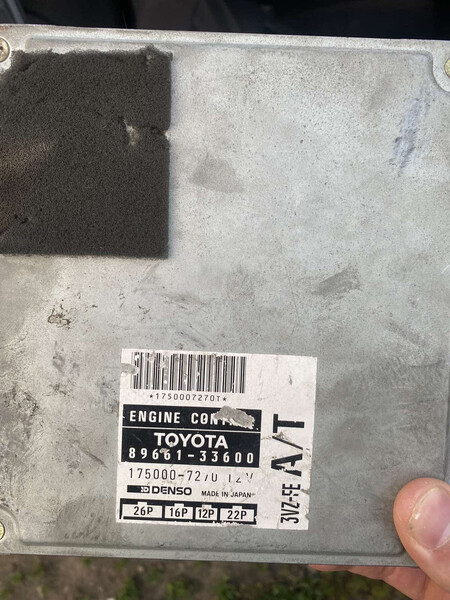 *1750007270T*
ENGINE CONT
TOYOTA
89661-33600
175000-7270 12V
DENSO MADE IN JAPAN
26P 16P 12P 22P
3VZ-FE A/T